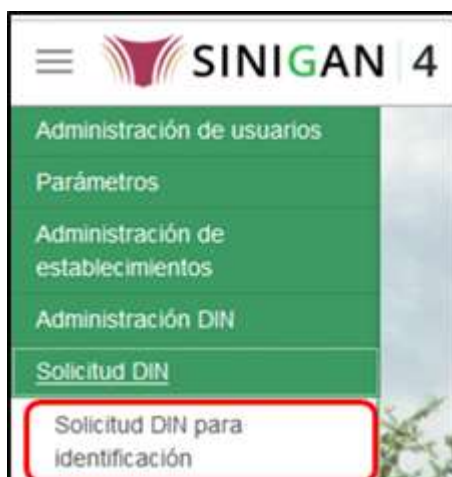 SINIGAN 4
Administración de usuarios
Parámetros
Administración de
establecimientos
Administración DIN
Solicitud DIN
Solicitud DIN para
identificación